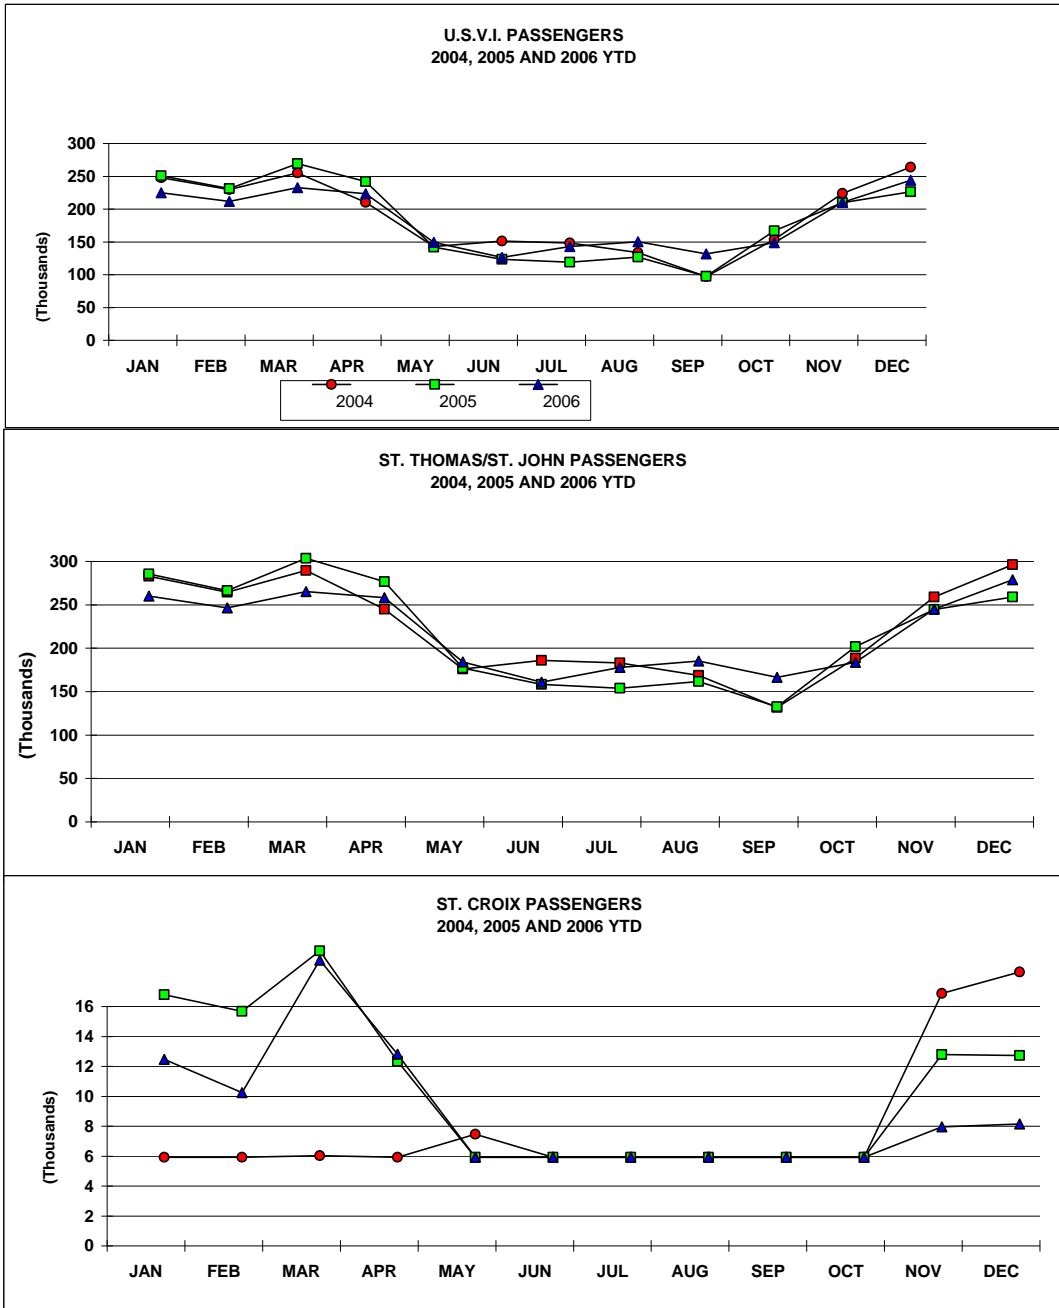 U.S.V.I. PASSENGERS
2004, 2005 AND 2006 YTD
300
250
200
150
100
50
0
(Thousands)
JAN FEB MAR APR MAY JUN JUL AUG SEP OCT NOV DEC
2004 2005 2006
ST. THOMAS/ST. JOHN PASSENGERS
2004, 2005 AND 2006 YTD
300
250
200
150
100
50
0
(Thousands)
JAN FEB MAR APR MAY JUN JUL AUG SEP OCT NOV DEC
ST. CROIX PASSENGERS
2004, 2005 AND 2006 YTD
16
14
12
10
8
6
4
2
0
(Thousands)
JAN FEB MAR APR MAY JUN JUL AUG SEP OCT NOV DEC